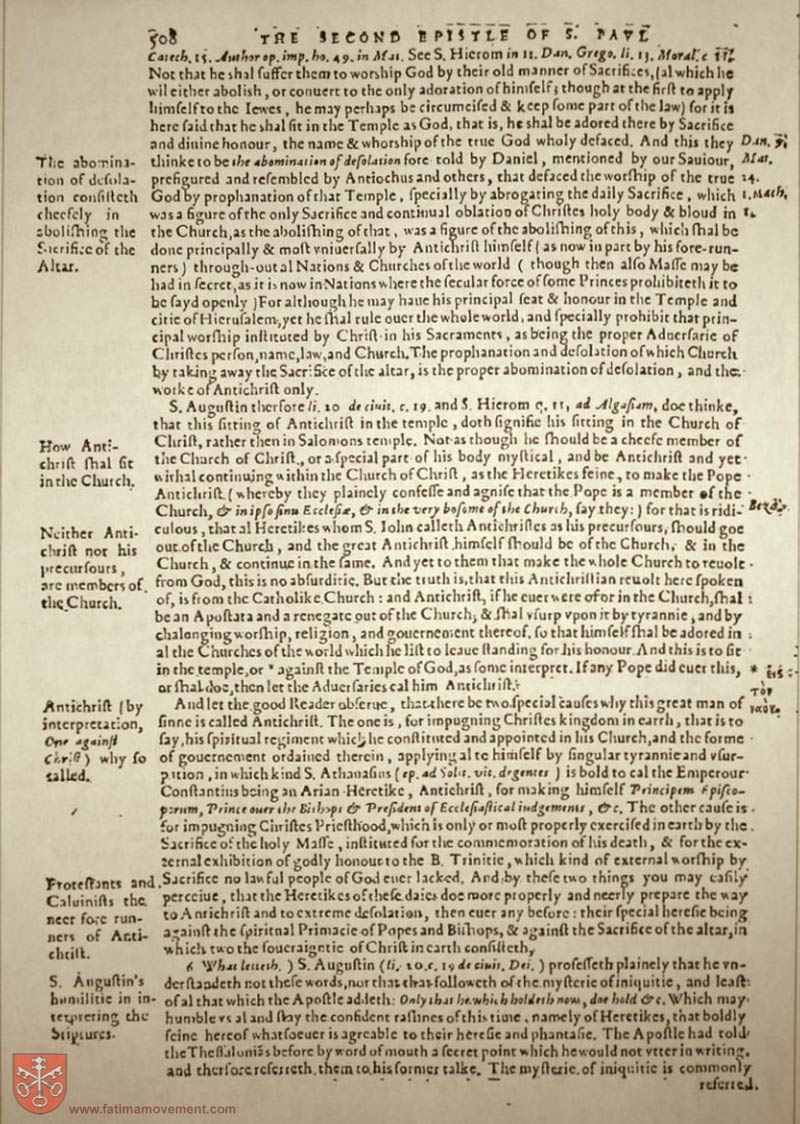 508
THE SECOND EPISTLE OF S. PAVL
Catech. 15. Author op. imp. ho. 49. in Mat. See S. Hierom in 11. Dan. Grego. li. 13. Moral. c
Not that he shal ſuffer them to worship God by their old manner of Sacrifices, (al which he
wil either aboliſh, or conuert to the only adoration of himſelf; though at the firſt to apply
himſelf to the Iewes, he may perhaps be circumciſed & keep ſome part of the law) for it is
here ſaid that he shal ſit in the Temple as God, that is, he shal be adored there by Sacrifice
and diuine honour, the name & whorship of the true God wholy defaced. And this they
thinke to be the abomination of deſolation fore told by Daniel, mentioned by our Sauiour,
prefigured and reſembled by Antiochus and others, that defaced the worſhip of the true
God by prophanation of that Temple, ſpecially by abrogating the daily Sacrifice, which
was a figure of the only Sacrifice and continual oblation of Chriſtes holy body & bloud in
the Church, as the aboliſhing of that, was a figure of the aboliſhing of this, which ſhal be
done principally & moſt vniuerſally by Antichriſt himſelf (as now in part by his fore-run-
ners) through-out al Nations & Churches of the world ( though then alſo Maſſe may be
had in ſecret, as it is now in Nations where the ſecular force of ſome Princes prohibiteth it to
be ſayd openly ) For although he may haue his principal ſeat & honour in the Temple and
citie of Hieruſalem, yet he ſhal rule ouer the whole world, and ſpecially prohibit that prin-
cipal worſhip inſtituted by Chriſt in his Sacraments, as being the proper Aduerſarie of
Chriſtes perſon, name, law, and Church. The prophanation and deſolation of which Church
by taking away the Sacrifice of the altar, is the proper abomination of deſolation, and the
worke of Antichriſt only.
The abomina-
tion of deſola-
tion conſiſteth
cheefely in
aboliſhing the
Sacrifice of the
Altar.
Dan. 9.
Mat.
24.
1. Mach.
1.
S. Auguſtin therfore li. 20 de ciuit. c. 19. and S. Hierom q. 11, ad Algaſiam, doe thinke,
that this ſitting of Antichriſt in the temple, doth ſignifie his ſitting in the Church of
Chriſt, rather then in Salomons temple. Not as though he ſhould be a cheefe member of
the Church of Chriſt, or a ſpecial part of his body myſtical, and be Antichriſt and yet
withal continuing within the Church of Chriſt, as the Heretikes feine, to make the Pope
Antichriſt (whereby they plainely confeſſe and agniſe that the Pope is a member of the
Church, & in ipſo ſinu Eccleſiæ, & in the very boſome of the Church, ſay they:) for that is ridi-
culous, that al Heretikes whom S. Iohn calleth Antichriſtes as his precurſours, ſhould goe
out of the Church, and the great Antichriſt himſelf ſhould be of the Church, & in the
Church, & continue in the ſame. And yet to them that make the whole Church to reuolt
from God, this is no abſurditie. But the truth is, that this Antichriſtian reuolt here ſpoken
of, is from the Catholike Church: and Antichriſt, if he euer were of or in the Church, ſhal
be an Apoſtata and a renegate out of the Church, & ſhal vſurp vpon it by tyrannie, and by
chalenging worſhip, religion, and gouernement thereof, ſo that himſelf ſhal be adored in
al the Churches of the world which he liſt to leaue ſtanding for his honour. And this is to ſit
in the temple, or * againſt the Temple of God, as ſome interpret. If any Pope did euer this,
or ſhal doe, then let the Aduerſaries cal him Antichriſt.
How Anti-
chriſt ſhal ſit
in the Church.
Neither Anti-
chriſt nor his
precurſours,
are members of
the Church.
Beza.
* εἰς
τὸν
ναόν.
And let the good Reader obſerue, that there be two ſpecial cauſes why this great man of
ſinne is called Antichriſt. The one is, for impugning Chriſtes kingdom in earth, that is to
ſay, his ſpiritual regiment which he conſtituted and appointed in his Church, and the forme
of gouernement ordained therein, applying al to himſelf by ſingular tyrannie and vſur-
pation, in which kind S. Athanaſius (ep. ad Solit. vit. degentes) is bold to cal the Emperour
Conſtantius being an Arian Heretike, Antichriſt, for making himſelf Principem Epiſco-
porum, Prince ouer the Bishops & Preſident of Eccleſiaſtical iudgements, &c. The other cauſe is
for impugning Chriſtes Prieſthood, which is only or moſt properly exerciſed in earth by the
Sacrifice of the holy Maſſe, inſtituted for the commemoration of his death, & for the ex-
ternal exhibition of godly honour to the B. Trinitie, which kind of external worſhip by
Sacrifice no lawful people of God euer lacked. And by theſe two things you may eaſily
perceiue, that the Heretikes of theſe daies doe more properly and neerly prepare the way
to Antichriſt and to extreme deſolation, then euer any before: their ſpecial hereſie being
againſt the ſpiritual Primacie of Popes and Biſhops, & againſt the Sacrifice of the altar, in
which two the ſoueraigntie of Chriſt in earth conſiſteth.
Antichriſt (by
interpretation,
One againſt
Chriſt) why ſo
called.
Proteſtants and
Caluiniſts the
neer fore run-
ners of Anti-
chriſt.
6 What letteth. ) S. Auguſtin (li. 20. c. 19 de ciuit. Dei. ) profeſſeth plainely that he vn-
derſtandeth not theſe words, nor that that followeth of the myſterie of iniquitie, and leaſt
of al that which the Apoſtle addeth: Only that he which holdeth now, doe hold &c. Which may
humble vs al and ſtay the confident raſhnes of this time, namely of Heretikes, that boldly
feine hereof whatſoeuer is agreable to their hereſie and phantaſie. The Apoſtle had told
the Theſſalonians before by word of mouth a ſecret point which he would not vtter in writing,
and therfore referreth them to his former talke. The myſterie of iniquitie is commonly
referred.
S. Auguſtin's
humilitie in in-
terpreting the
Scriptures.
www.fatimamovement.com